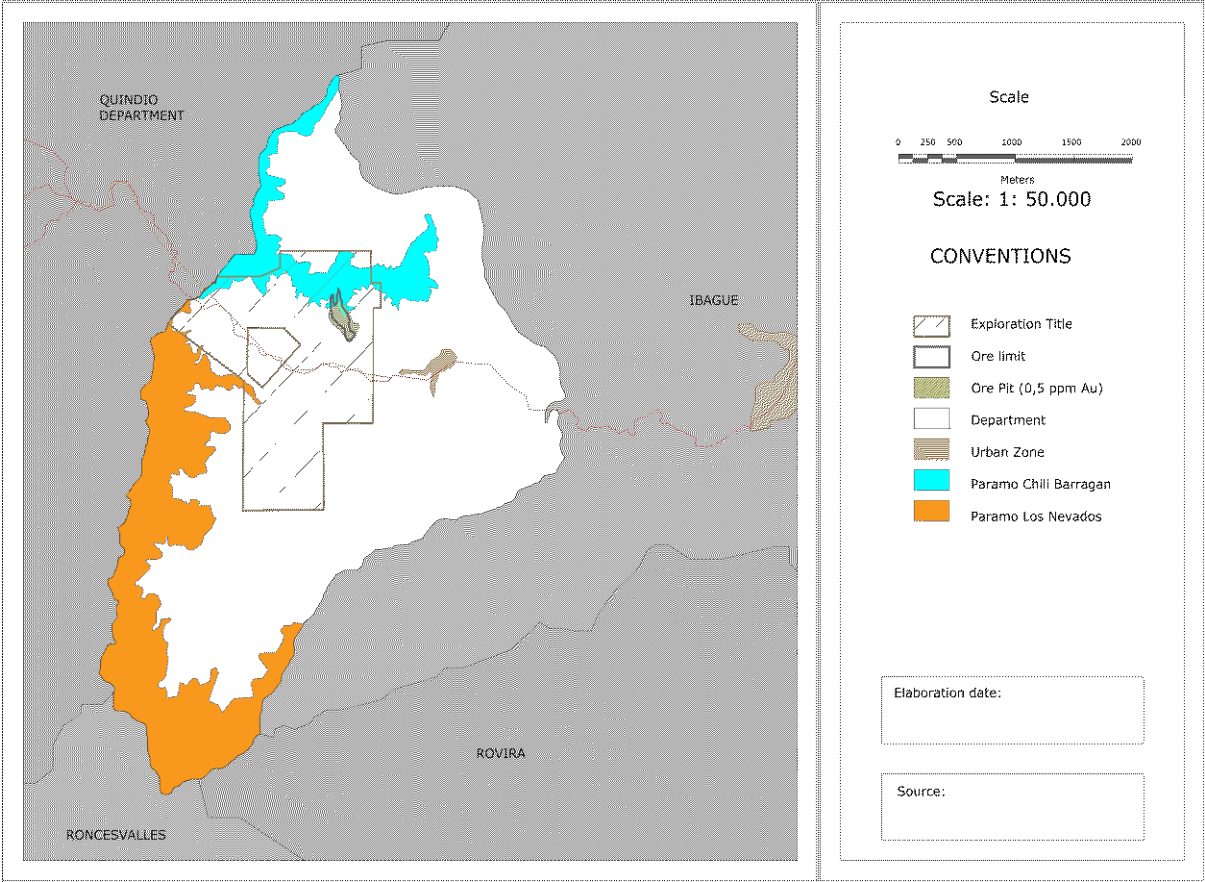 QUINDIO
DEPARTMENT
IBAGUE
ROVIRA
RONCESVALLES
Scale
0 250 500 1000 1500 2000
Meters
Scale: 1: 50.000
CONVENTIONS
Exploration Title
Ore limit
Ore Pit (0,5 ppm Au)
Department
Urban Zone
Paramo Chili Barragan
Paramo Los Nevados
Elaboration date:
Source: